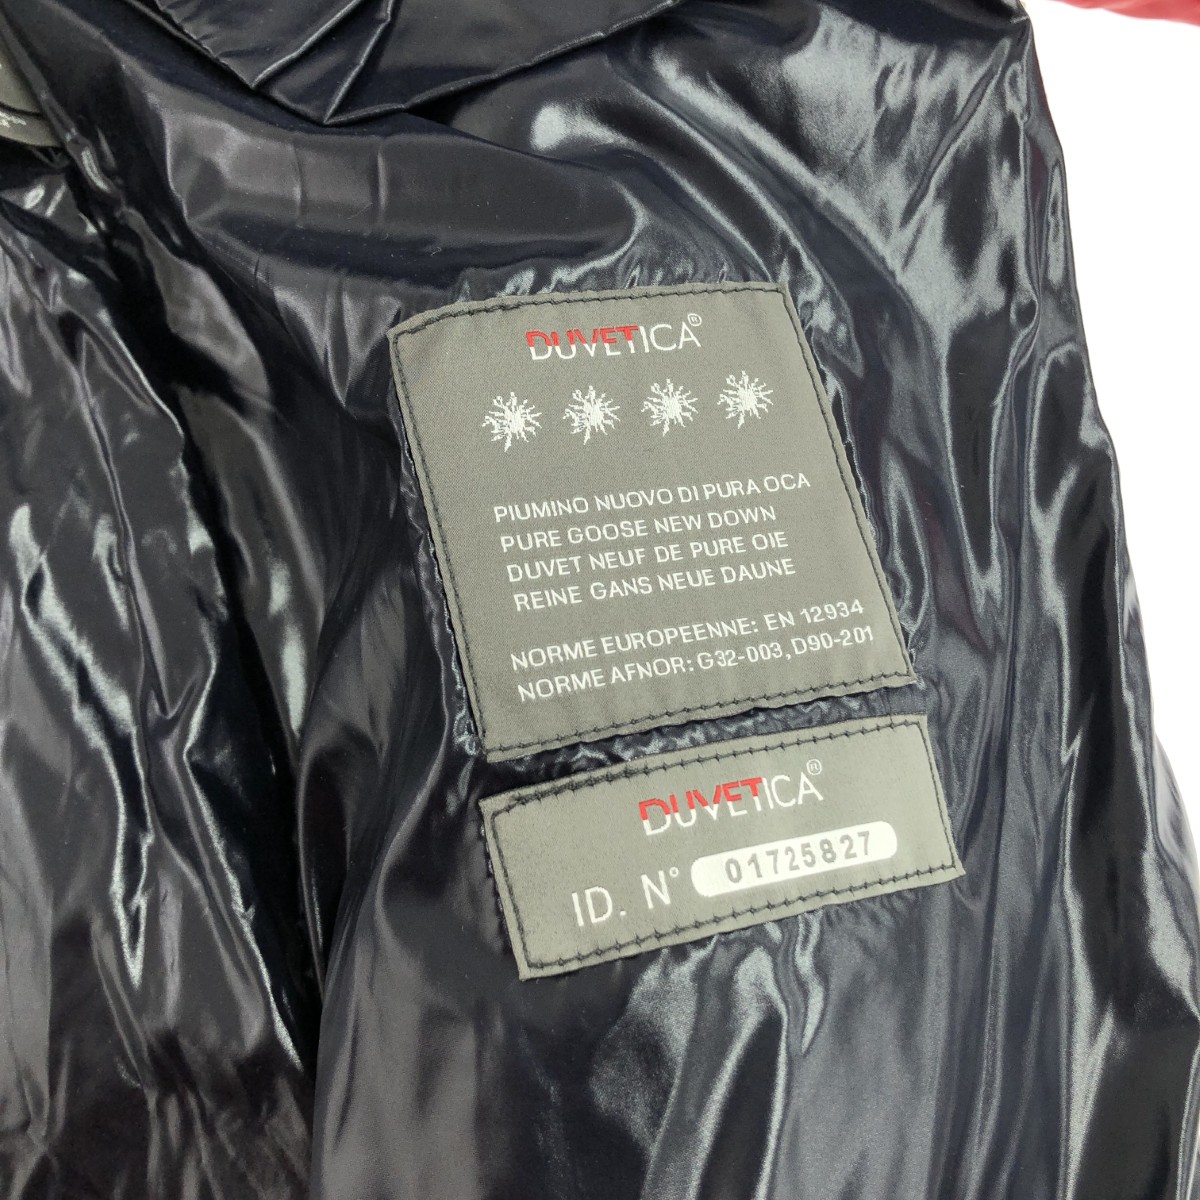 DUVETICA®
PIUMINO NUOVO DI PURA OCA
PURE GOOSE NEW DOWN
DUVET NEUF DE PURE OIE
REINE GANS NEUE DAUNE
NORME EUROPEENNE: EN 12934
NORME AFNOR: G32-003, D90-201
DUVETICA®
ID. N° 01725827